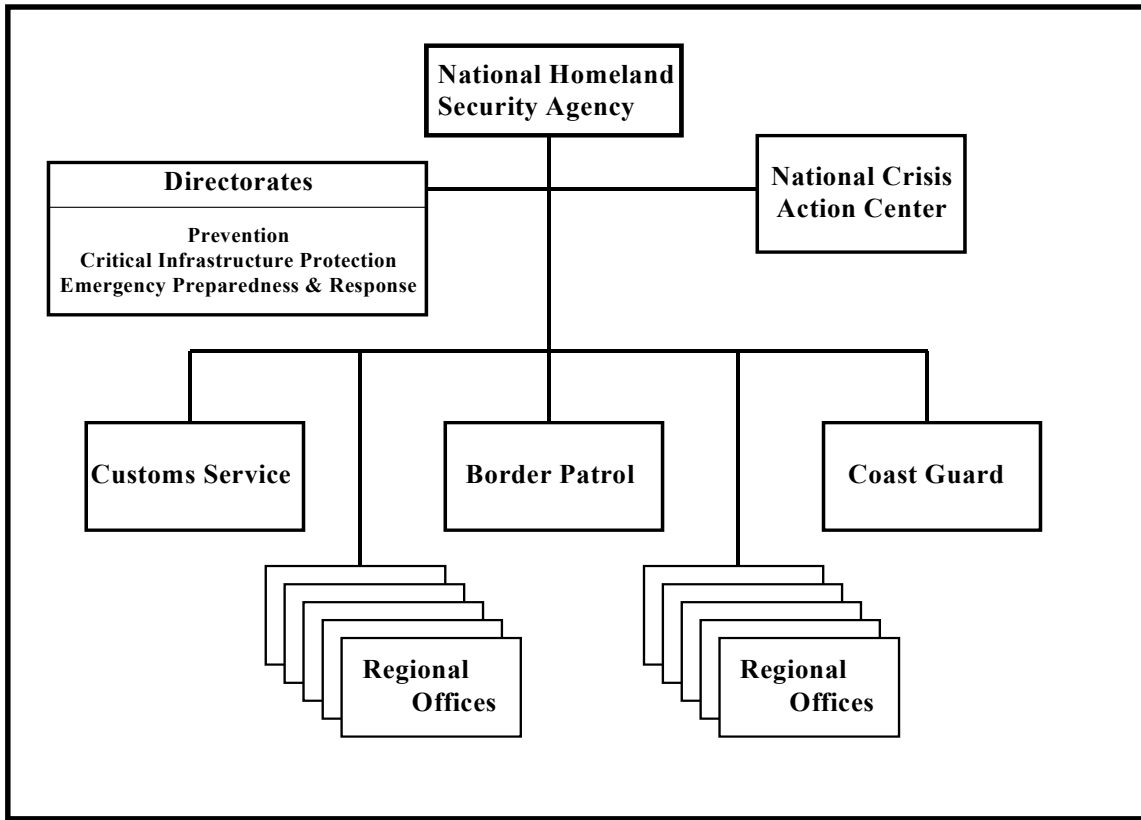 National Homeland
Security Agency
Directorates
Prevention
Critical Infrastructure Protection
Emergency Preparedness & Response
National Crisis
Action Center
Customs Service
Border Patrol
Coast Guard
Regional
Offices
Regional
Offices